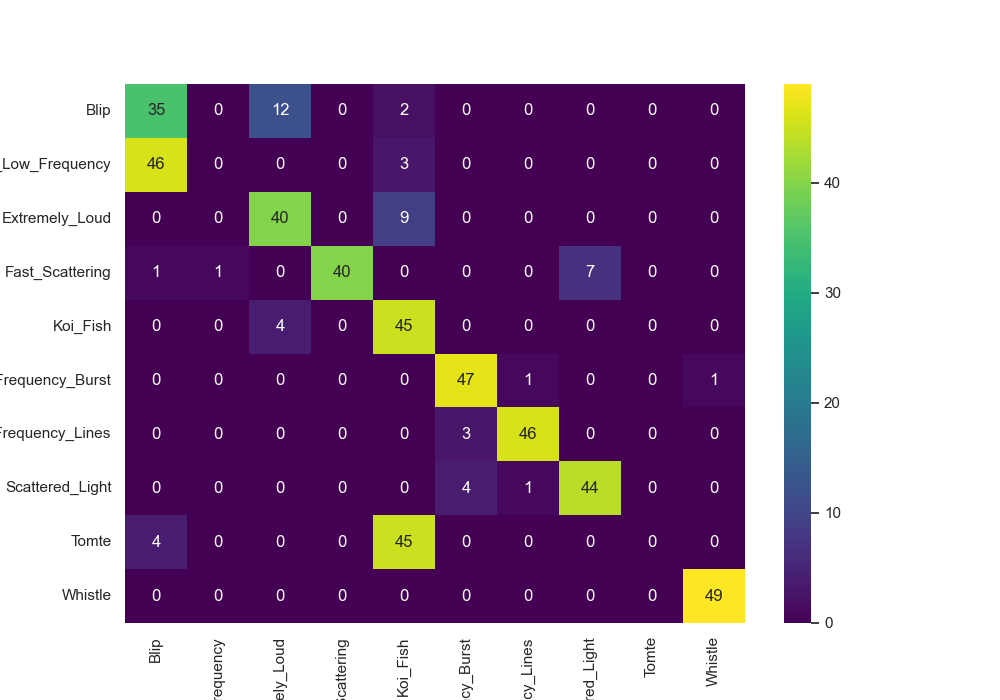 Blip 35 0 12 0 2 0 0 0 0 0
_Low_Frequency 46 0 0 0 3 0 0 0 0 0
Extremely_Loud 0 0 40 0 9 0 0 0 0 0
Fast_Scattering 1 1 0 40 0 0 0 7 0 0
Koi_Fish 0 0 4 0 45 0 0 0 0 0
Frequency_Burst 0 0 0 0 0 47 1 0 0 1
Frequency_Lines 0 0 0 0 0 3 46 0 0 0
Scattered_Light 0 0 0 0 0 4 1 44 0 0
Tomte 4 0 0 0 45 0 0 0 0 0
Whistle 0 0 0 0 0 0 0 0 0 49
Blip
requency
ely_Loud
cattering
Koi_Fish
cy_Burst
cy_Lines
red_Light
Tomte
Whistle
40
30
20
10
0